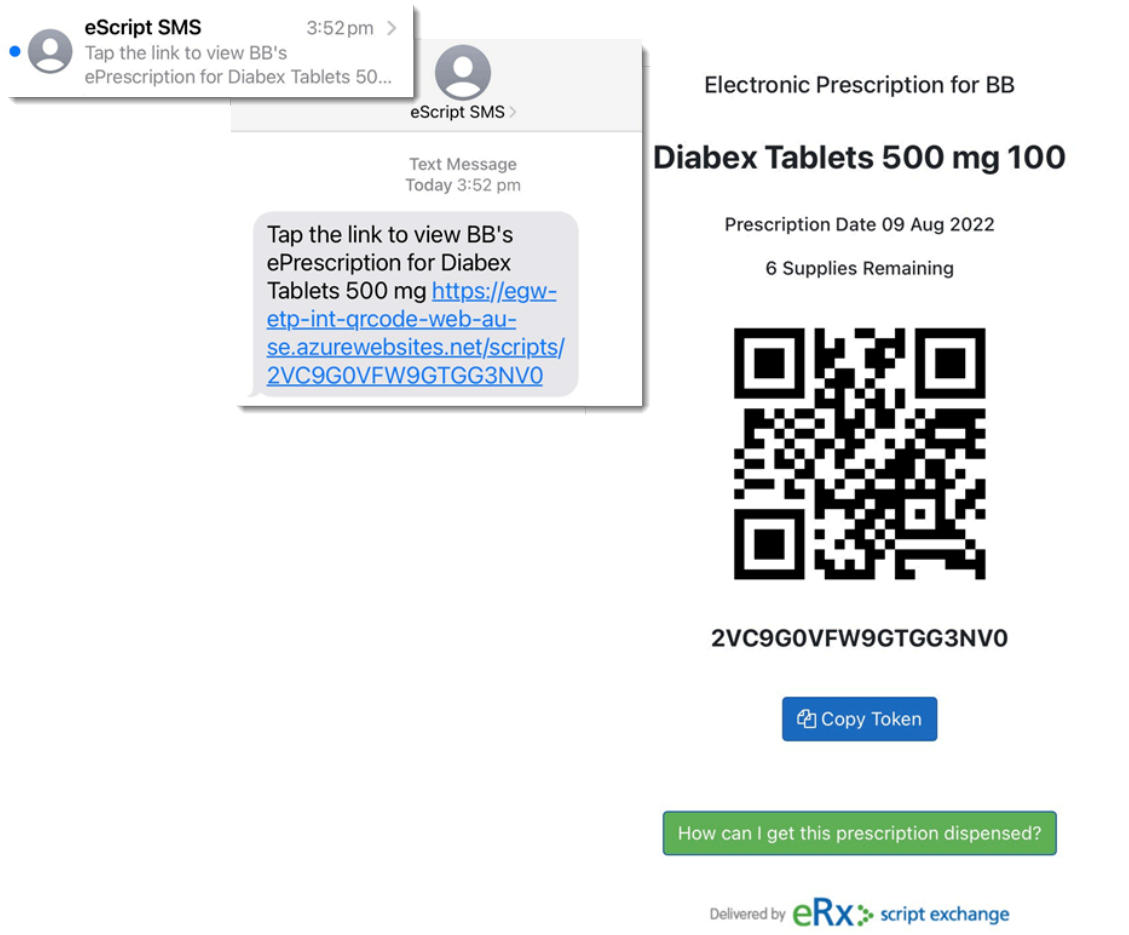 eScript SMS
3:52 pm
Tap the link to view BB's
ePrescription for Diabex Tablets 50...
eScript SMS
Text Message
Today 3:52 pm
Tap the link to view BB's
ePrescription for Diabex
Tablets 500 mg https://egw-
etp-int-qrcode-web-au-
se.azurewebsites.net/scripts/
2VC9G0VFW9GTGG3NV0
Electronic Prescription for BB
Diabex Tablets 500 mg 100
Prescription Date 09 Aug 2022
6 Supplies Remaining
2VC9G0VFW9GTGG3NV0
Copy Token
How can I get this prescription dispensed?
Delivered by eRx script exchange